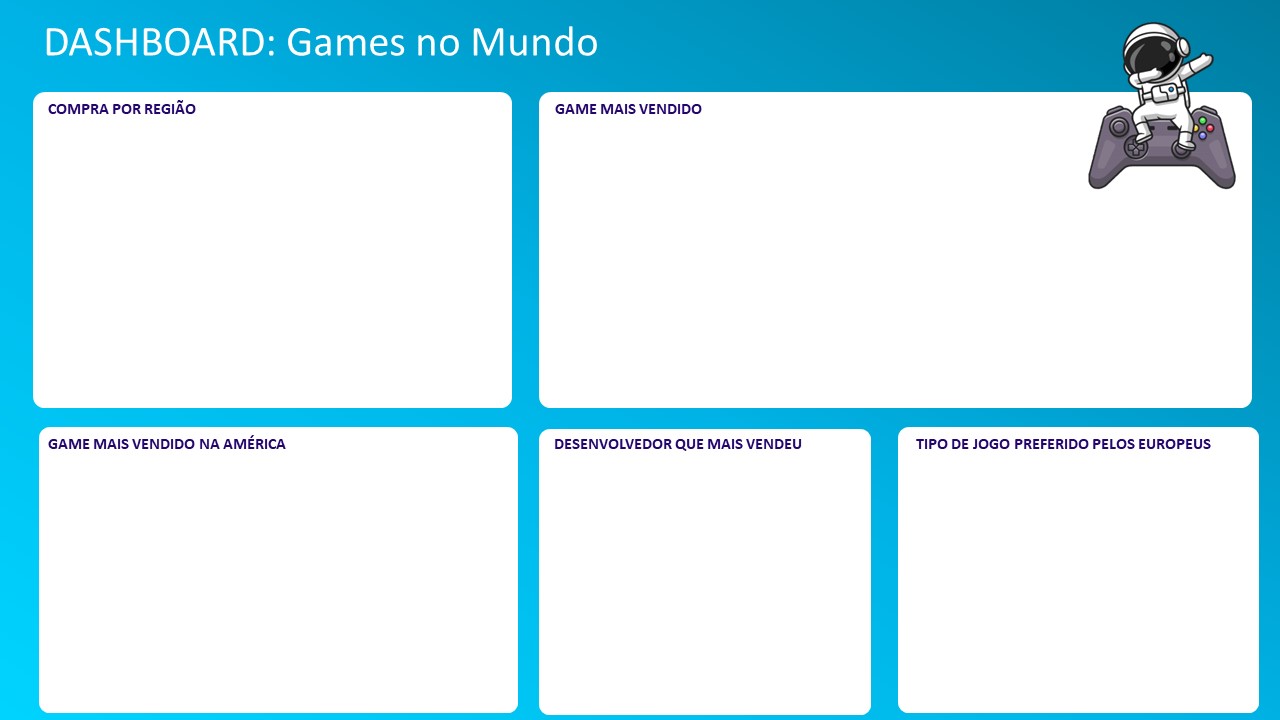 DASHBOARD: Games no Mundo
COMPRA POR REGIÃO
GAME MAIS VENDIDO
GAME MAIS VENDIDO NA AMÉRICA
DESENVOLVEDOR QUE MAIS VENDEU
TIPO DE JOGO PREFERIDO PELOS EUROPEUS